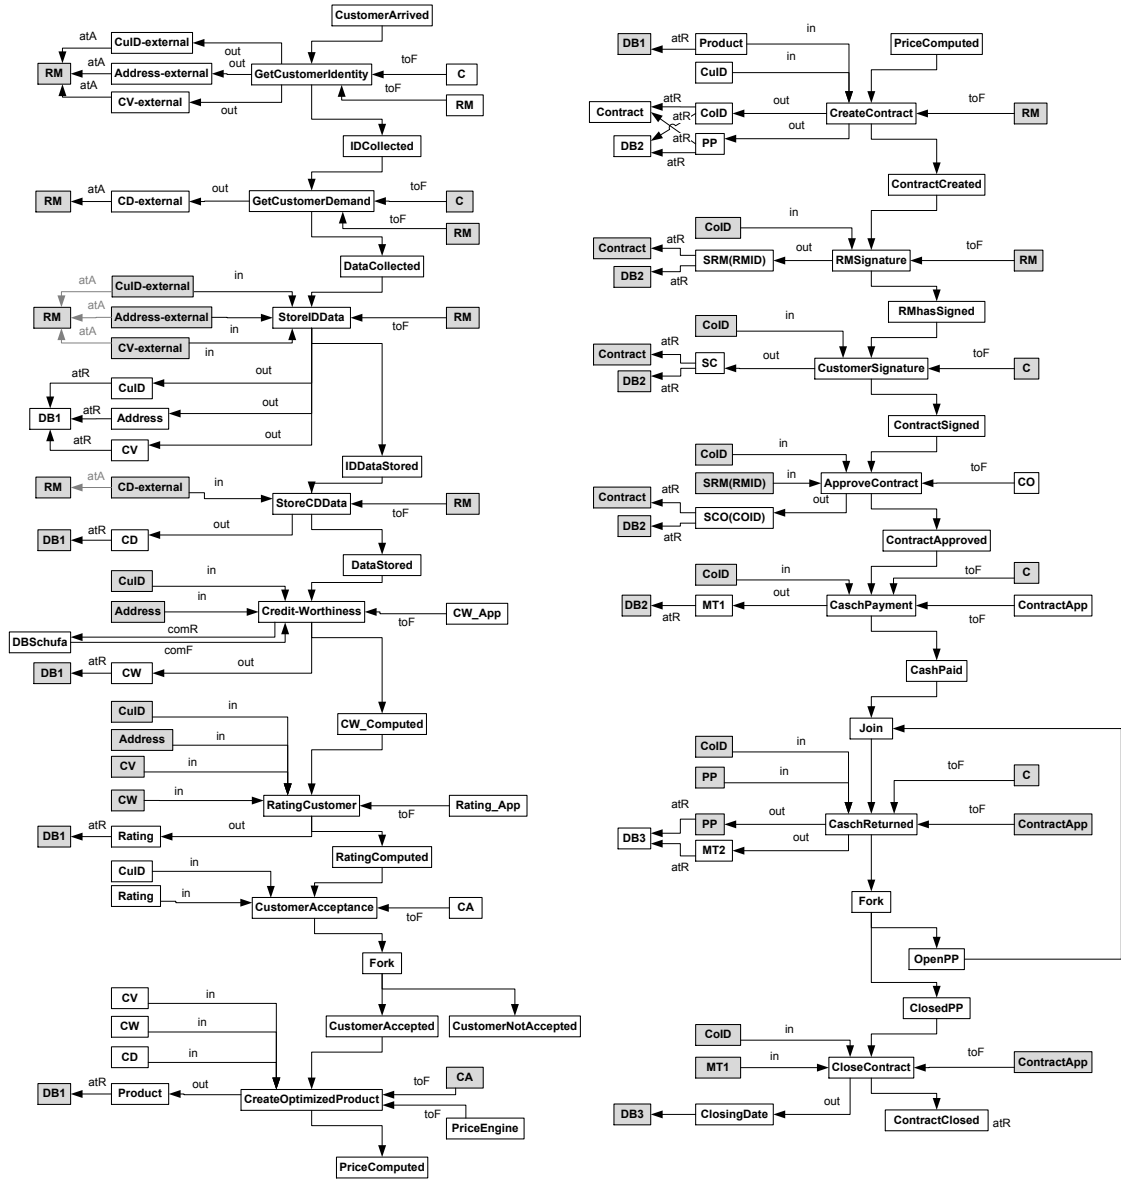 CustomerArrived
atA
CuID-external
out
RM
atA
Address-external
out
GetCustomerIdentity
toF
C
atA
CV-external
out
toF
RM
IDCollected
RM
atA
CD-external
out
GetCustomerDemand
toF
C
toF
RM
DataCollected
atA
CuID-external
in
RM
atA
Address-external
StoreIDData
toF
RM
atA
CV-external
in
atR
CuID
out
DB1
atR
Address
out
atR
CV
out
IDDataStored
RM
atA
CD-external
in
StoreCDData
toF
RM
DB1
atR
CD
out
DataStored
CuID
in
Address
in
Credit-Worthiness
toF
CW_App
DBSchufa
comR
comF
DB1
atR
CW
out
CuID
in
CW_Computed
Address
in
CV
in
CW
in
RatingCustomer
toF
Rating_App
DB1
atR
Rating
out
RatingComputed
CuID
in
Rating
in
CustomerAcceptance
toF
CA
Fork
CV
in
CW
in
CustomerAccepted
CustomerNotAccepted
CD
in
DB1
atR
Product
out
CreateOptimizedProduct
toF
CA
toF
PriceEngine
PriceComputed
DB1
atR
Product
in
PriceComputed
CuID
in
Contract
atR
atR
CoID
out
CreateContract
toF
RM
DB2
atR
atR
PP
out
ContractCreated
CoID
in
Contract
atR
SRM(RMID)
out
RMSignature
toF
RM
DB2
atR
RMhasSigned
CoID
in
Contract
atR
SC
out
CustomerSignature
toF
C
DB2
atR
ContractSigned
CoID
in
SRM(RMID)
in
ApproveContract
toF
CO
Contract
atR
SCO(COID)
out
DB2
atR
ContractApproved
CoID
in
toF
C
DB2
atR
MT1
out
CaschPayment
toF
ContractApp
CashPaid
Join
CoID
in
PP
in
toF
C
atR
PP
out
CaschReturned
toF
ContractApp
DB3
atR
MT2
out
Fork
OpenPP
ClosedPP
CoID
in
MT1
in
CloseContract
toF
ContractApp
DB3
ClosingDate
out
ContractClosed
atR